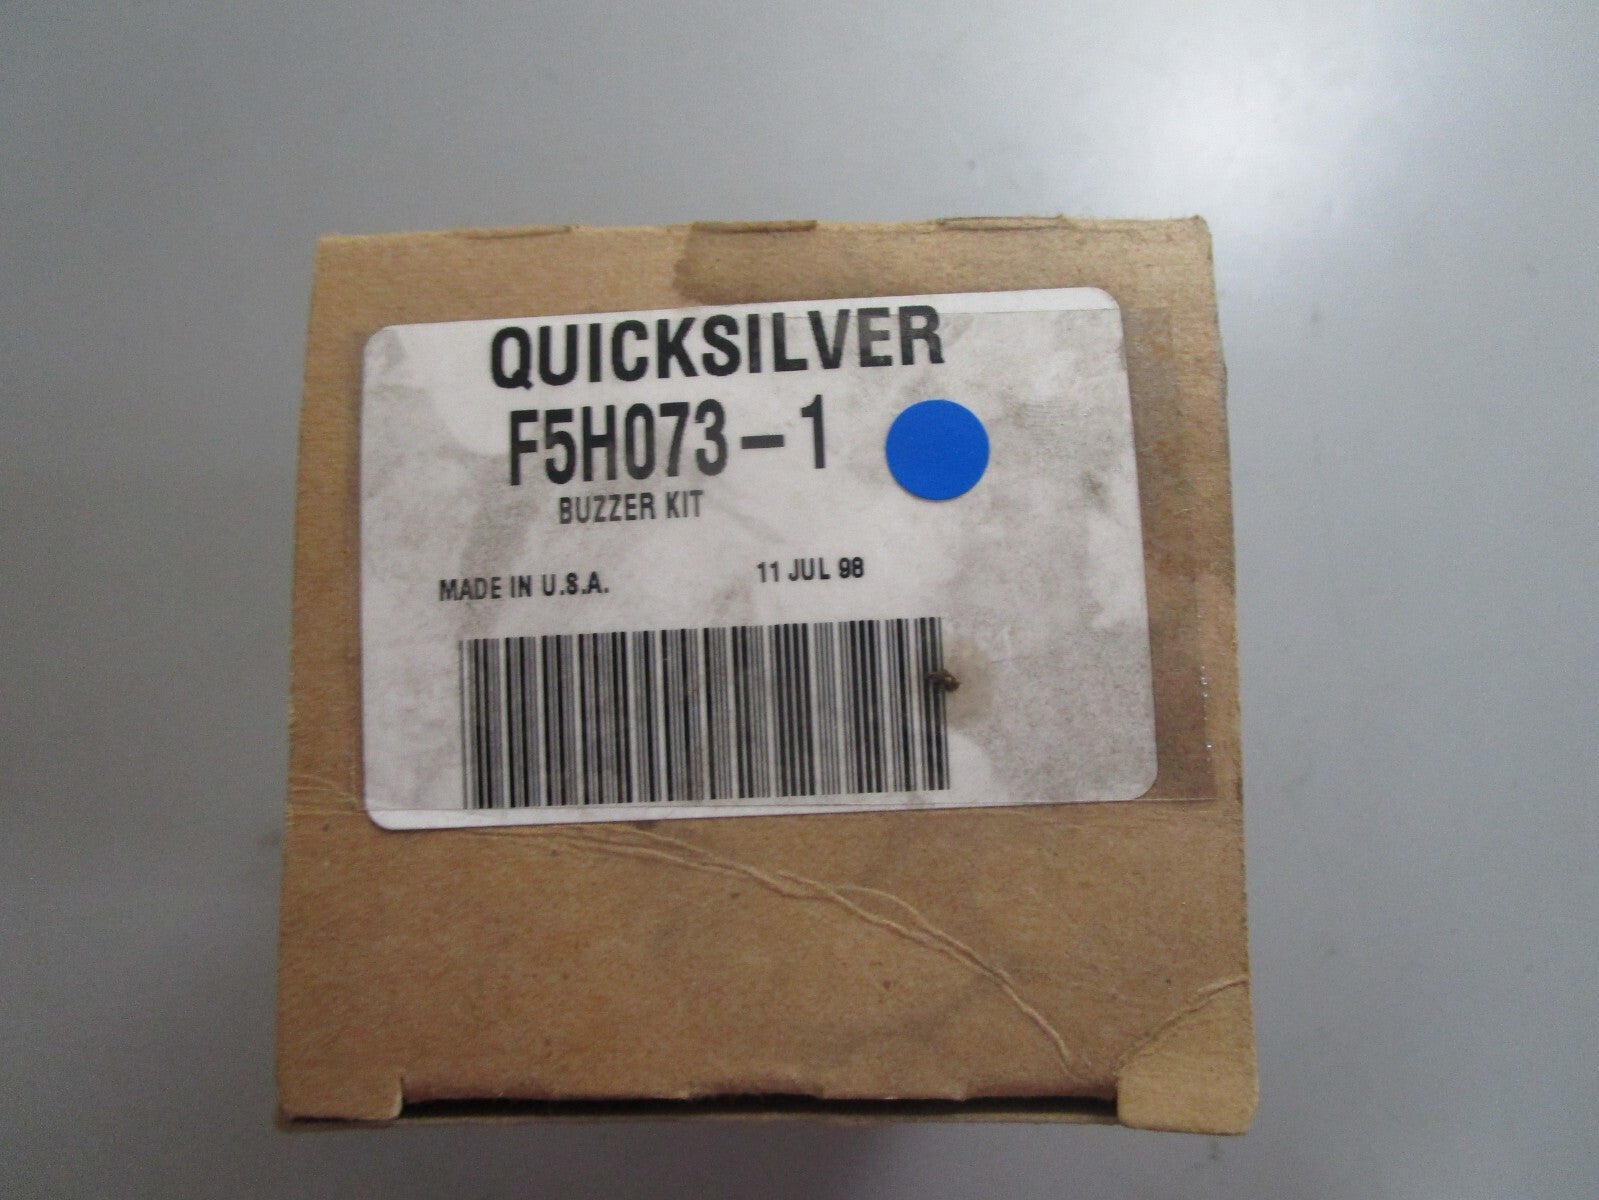 QUICKSILVER
F5H073-1
BUZZER KIT
MADE IN U.S.A.
11 JUL 98